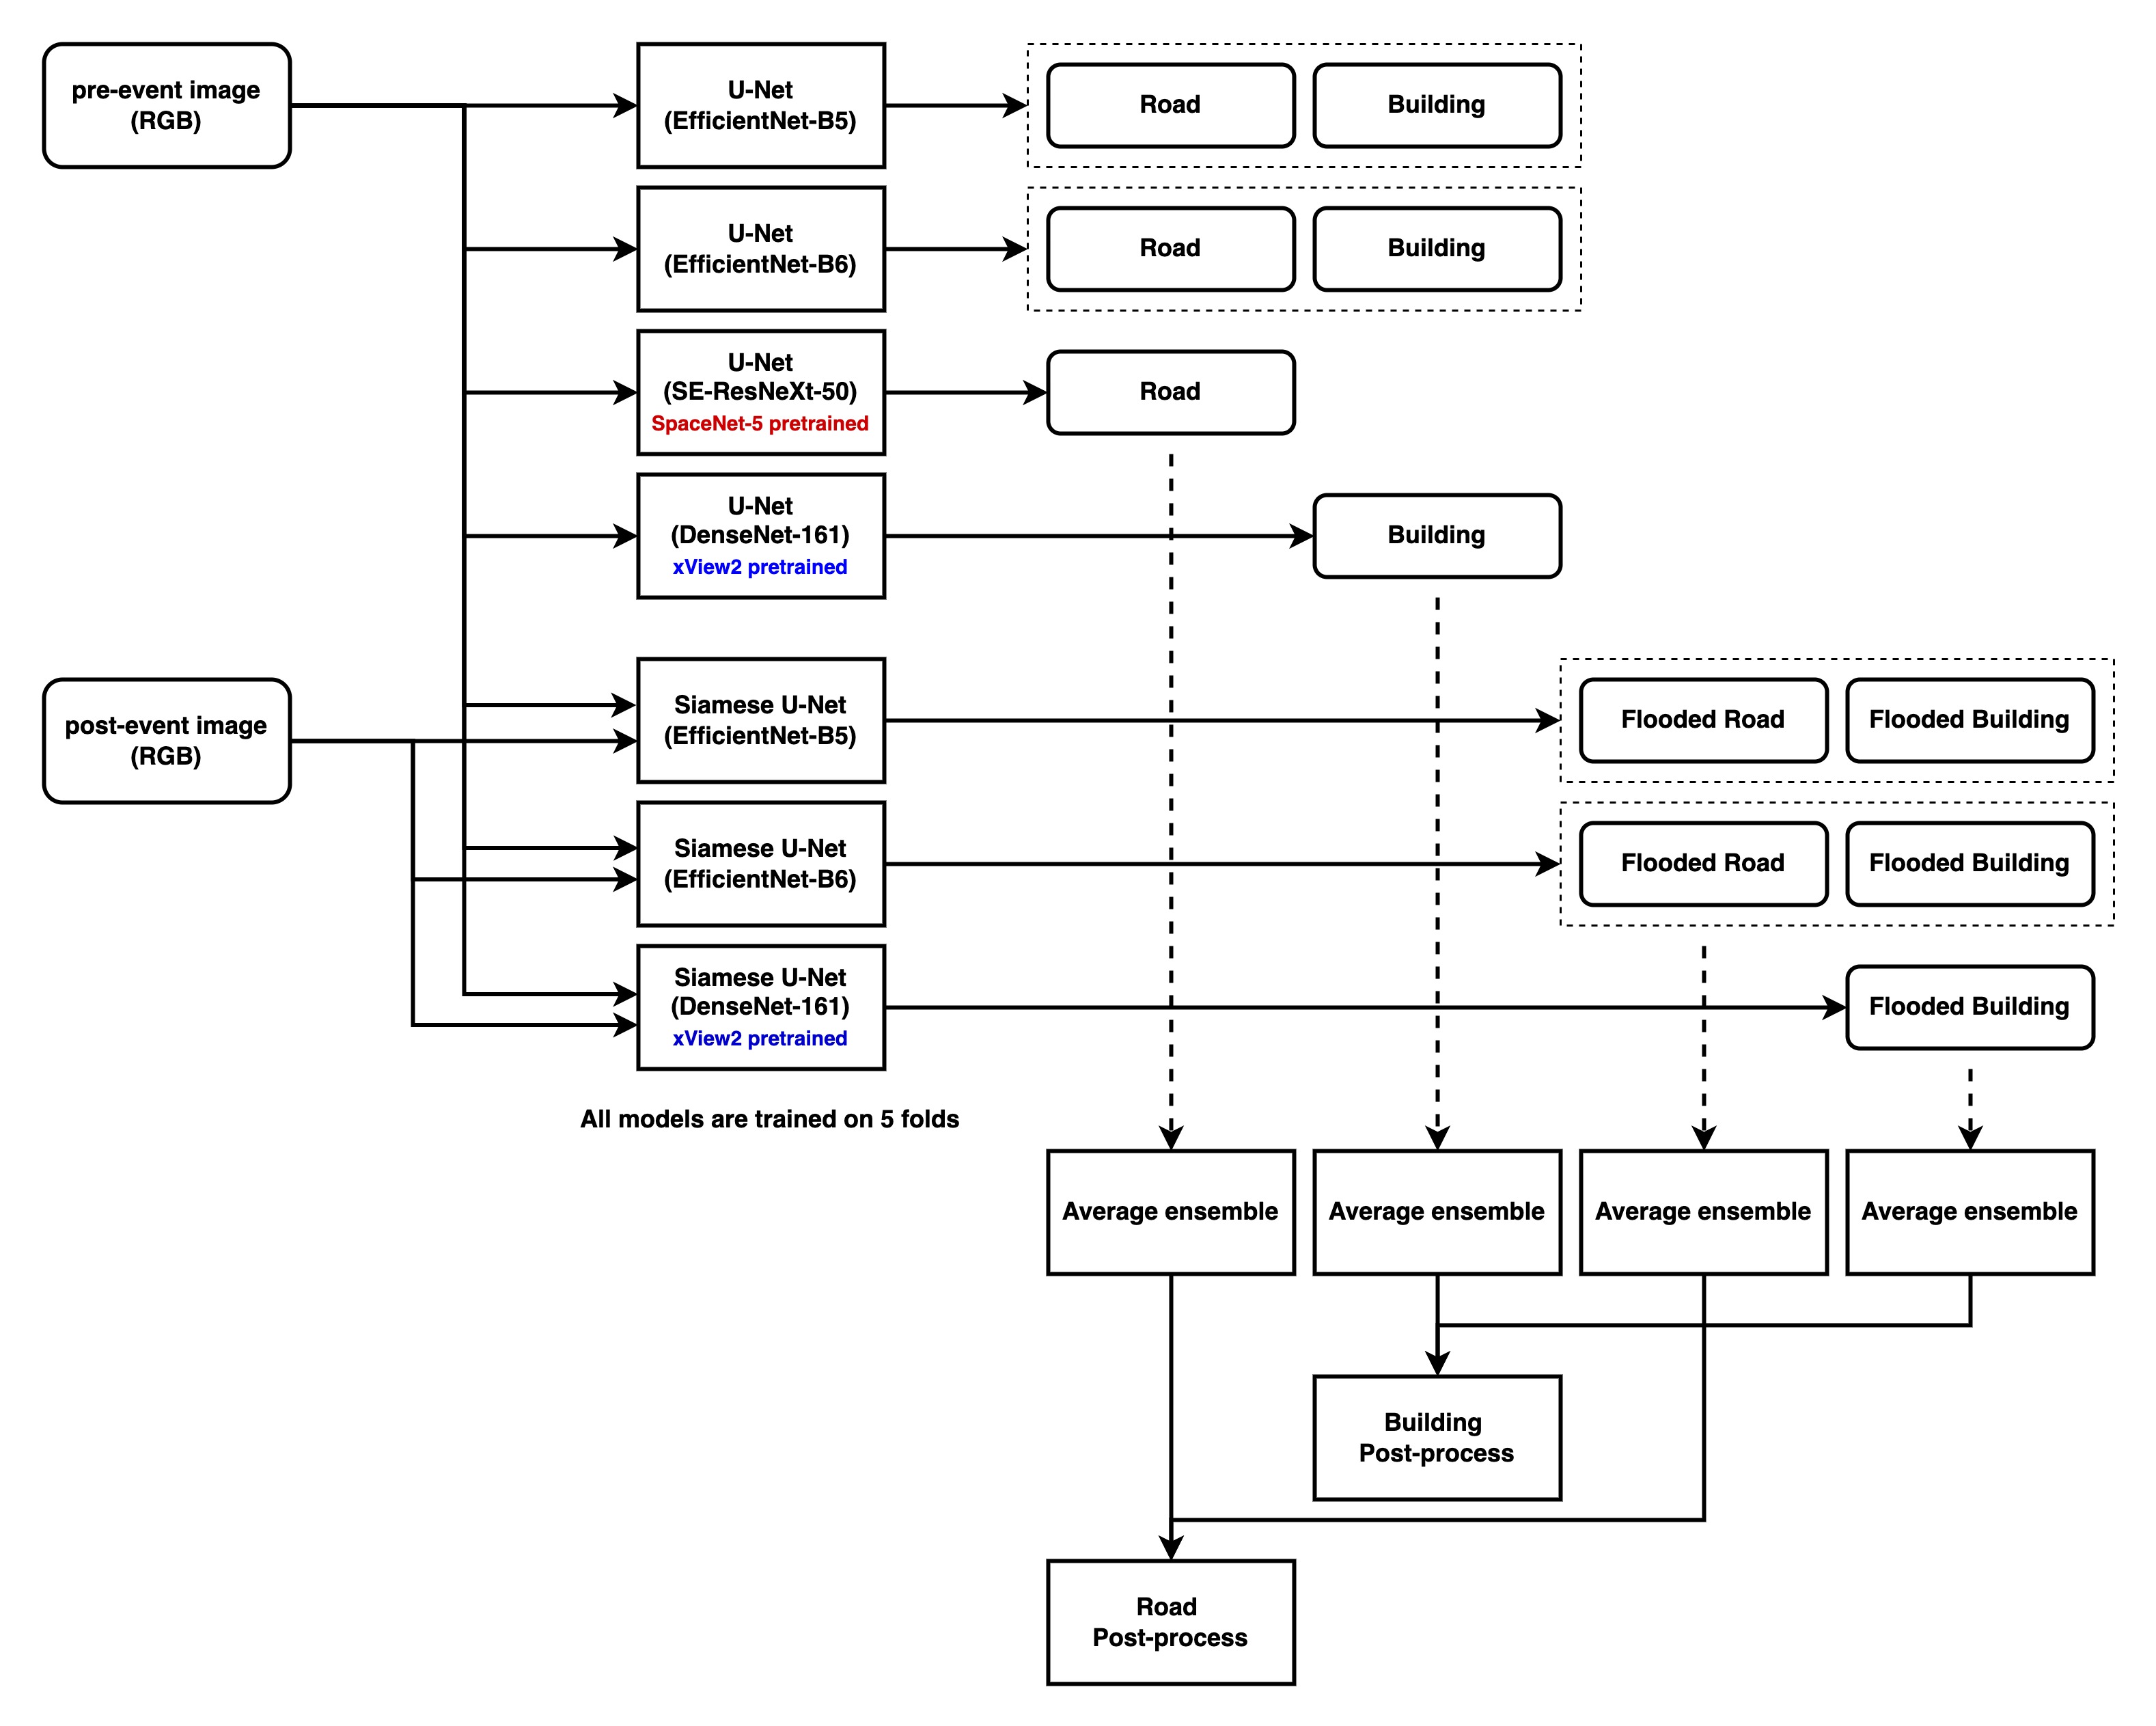 pre-event image
(RGB)
U-Net
(EfficientNet-B5)
Road
Building
U-Net
(EfficientNet-B6)
Road
Building
U-Net
(SE-ResNeXt-50)
SpaceNet-5 pretrained
Road
U-Net
(DenseNet-161)
xView2 pretrained
Building
post-event image
(RGB)
Siamese U-Net
(EfficientNet-B5)
Flooded Road
Flooded Building
Siamese U-Net
(EfficientNet-B6)
Flooded Road
Flooded Building
Siamese U-Net
(DenseNet-161)
xView2 pretrained
Flooded Building
All models are trained on 5 folds
Average ensemble
Average ensemble
Average ensemble
Average ensemble
Building
Post-process
Road
Post-process